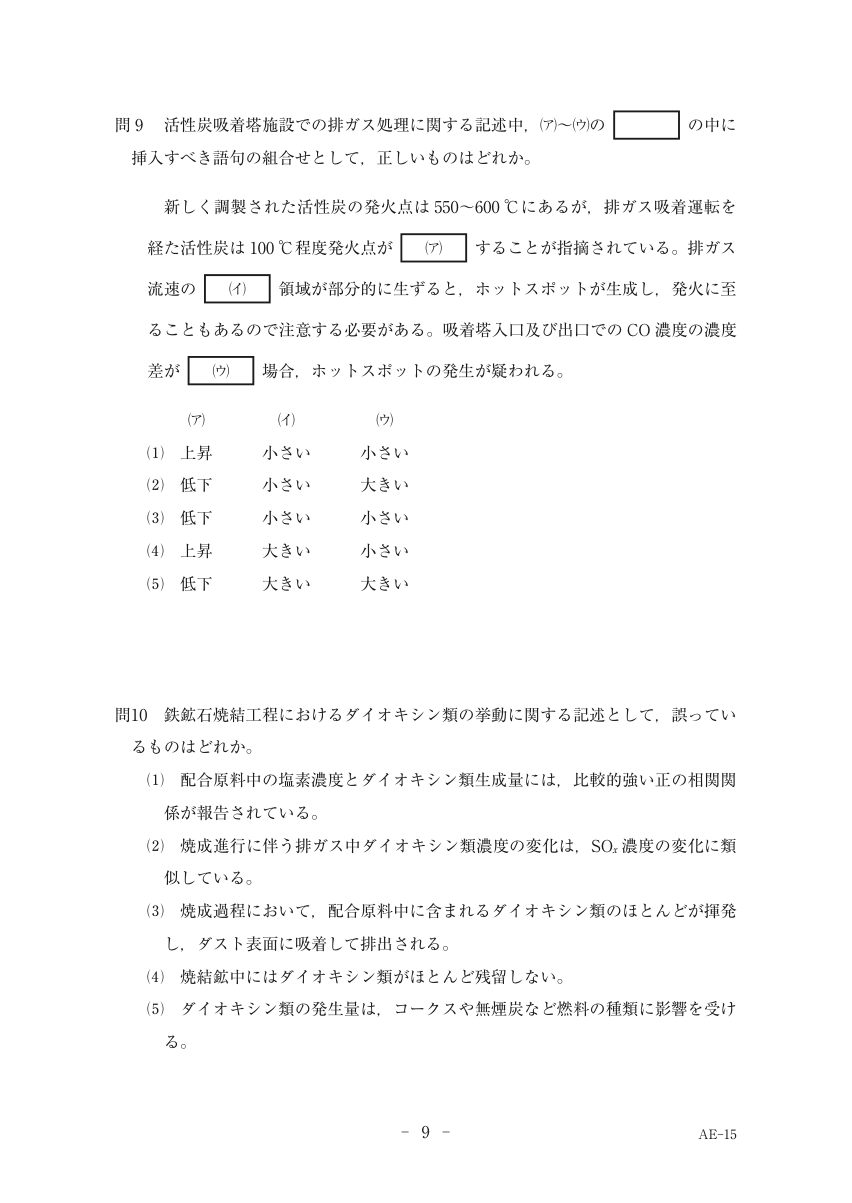 問9　活性炭吸着塔施設での排ガス処理に関する記述中，㋐～㋒の　　　の中に
挿入すべき語句の組合せとして，正しいものはどれか。
新しく調製された活性炭の発火点は 550～600 ℃にあるが，排ガス吸着運転を
経た活性炭は 100 ℃程度発火点が (ア) することが指摘されている。排ガス
流速の (イ) 領域が部分的に生ずると，ホットスポットが生成し，発火に至
ることもあるので注意する必要がある。吸着塔入口及び出口での CO 濃度の濃度
差が (ウ) 場合，ホットスポットの発生が疑われる。
(ア)　(イ)　(ウ)
(1)　上昇　小さい　小さい
(2)　低下　小さい　大きい
(3)　低下　小さい　小さい
(4)　上昇　大きい　小さい
(5)　低下　大きい　大きい
問10　鉄鉱石焼結工程におけるダイオキシン類の挙動に関する記述として，誤ってい
るものはどれか。
(1)　配合原料中の塩素濃度とダイオキシン類生成量には，比較的強い正の相関関
係が報告されている。
(2)　焼成進行に伴う排ガス中ダイオキシン類濃度の変化は，SOx 濃度の変化に類
似している。
(3)　焼成過程において，配合原料中に含まれるダイオキシン類のほとんどが揮発
し，ダスト表面に吸着して排出される。
(4)　焼結鉱中にはダイオキシン類がほとんど残留しない。
(5)　ダイオキシン類の発生量は，コークスや無煙炭など燃料の種類に影響を受け
る。
－ 9 －
AE-15